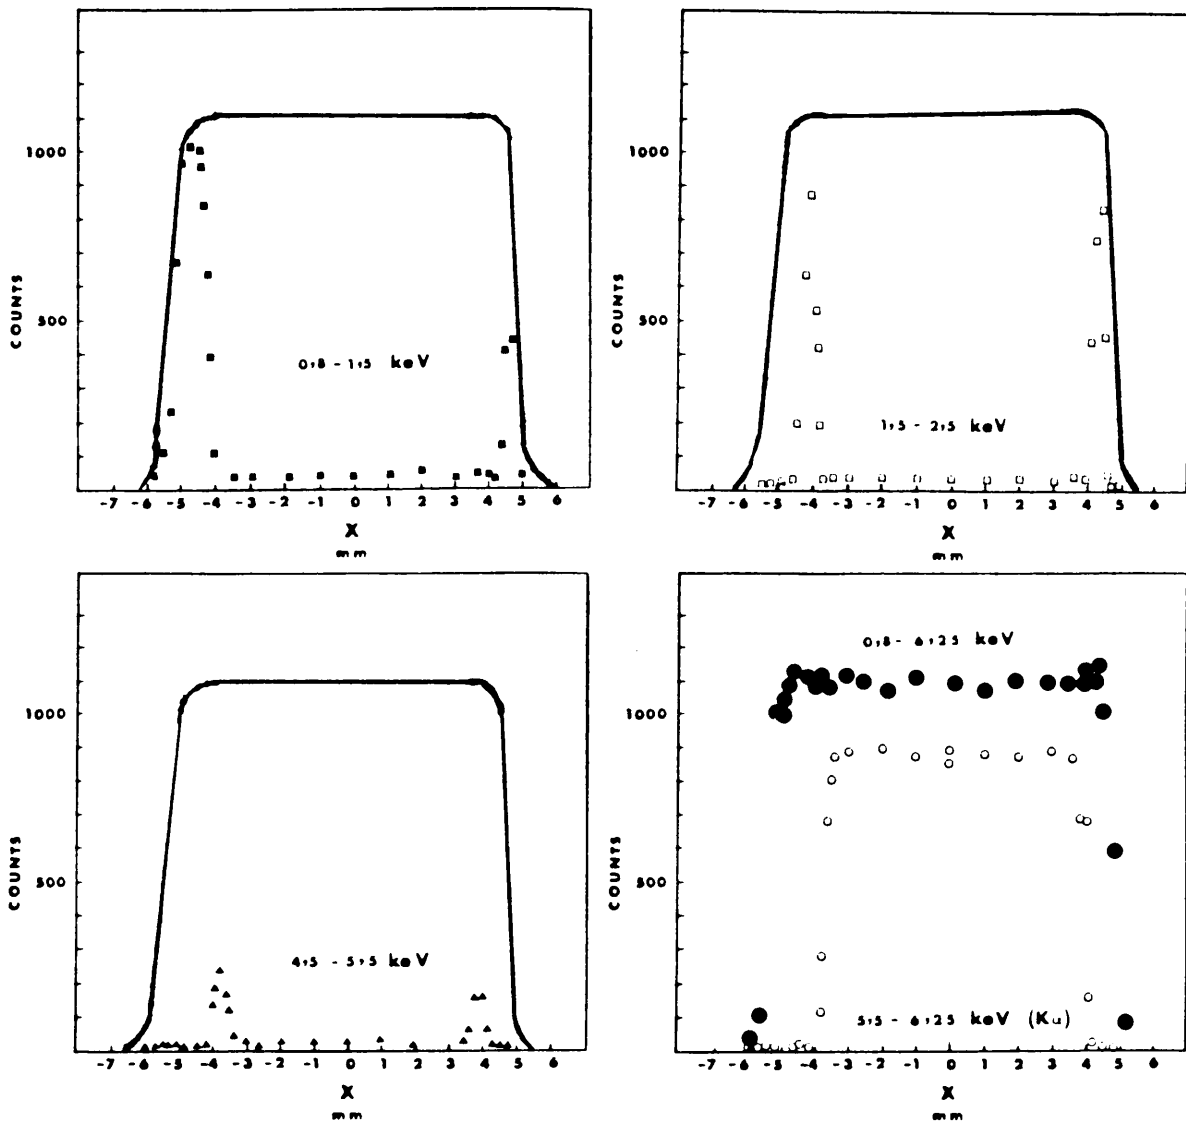 1000
500
COUNTS
0,8 - 1,5 keV
-7 -6 -5 -4 -3 -2 -1 0 1 2 3 4 5 6
X
mm
1000
500
COUNTS
1,5 - 2,5 keV
-7 -6 -5 -4 -3 -2 -1 0 1 2 3 4 5 6
X
mm
1000
500
COUNTS
4,5 - 5,5 keV
-7 -6 -5 -4 -3 -2 -1 0 1 2 3 4 5 6
X
mm
0,8 - 6,25 keV
1000
500
COUNTS
5,5 - 6,25 keV (Kα)
-7 -6 -5 -4 -3 -2 -1 0 1 2 3 4 5 6
X
mm